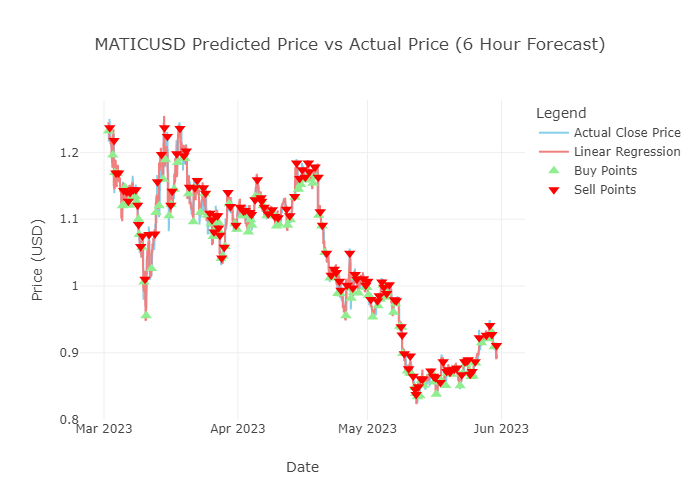 MATICUSD Predicted Price vs Actual Price (6 Hour Forecast)
Legend
Actual Close Price
Linear Regression
Buy Points
Sell Points
Price (USD)
1.2
1.1
1
0.9
0.8
Mar 2023 Apr 2023 May 2023 Jun 2023
Date